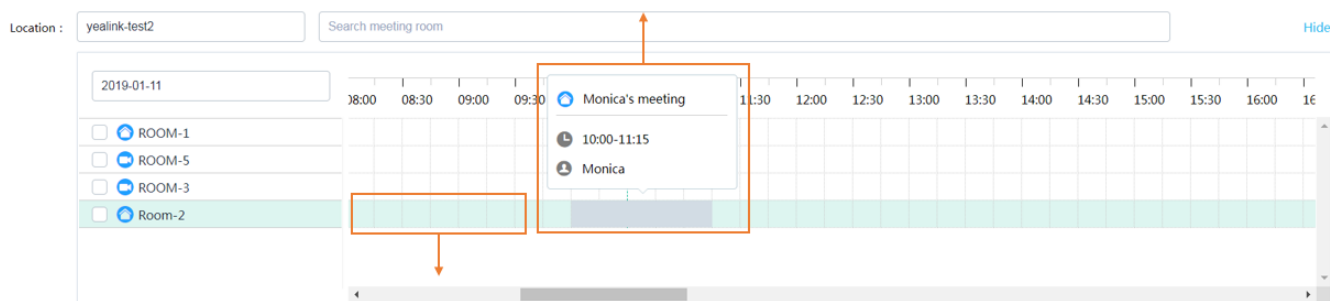 Location :
yealink-test2
Search meeting room
Hide
2019-01-11
08:00 08:30 09:00 09:30 11:30 12:00 12:30 13:00 13:30 14:00 14:30 15:00 15:30 16:00
Monica's meeting
10:00-11:15
Monica
ROOM-1
ROOM-5
ROOM-3
Room-2